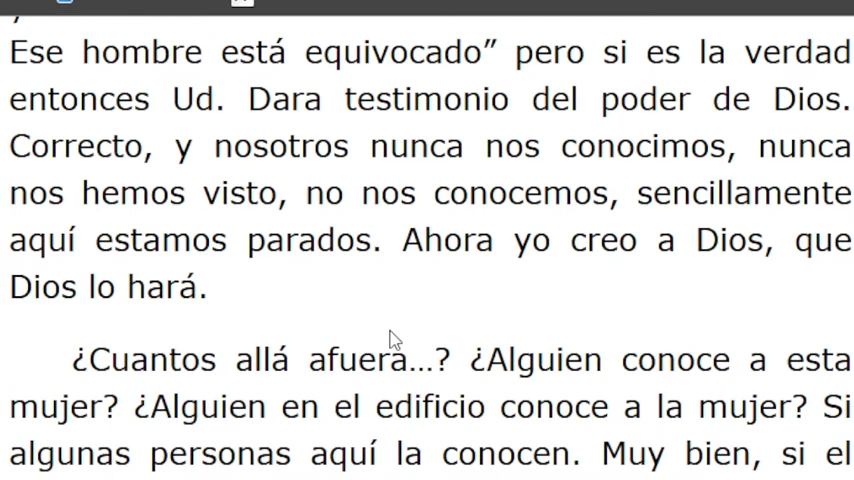 Ese hombre está equivocado” pero si es la verdad
entonces Ud. Dara testimonio del poder de Dios.
Correcto, y nosotros nunca nos conocimos, nunca
nos hemos visto, no nos conocemos, sencillamente
aquí estamos parados. Ahora yo creo a Dios, que
Dios lo hará.
¿Cuantos allá afuera...? ¿Alguien conoce a esta
mujer? ¿Alguien en el edificio conoce a la mujer? Si
algunas personas aquí la conocen. Muy bien, si el